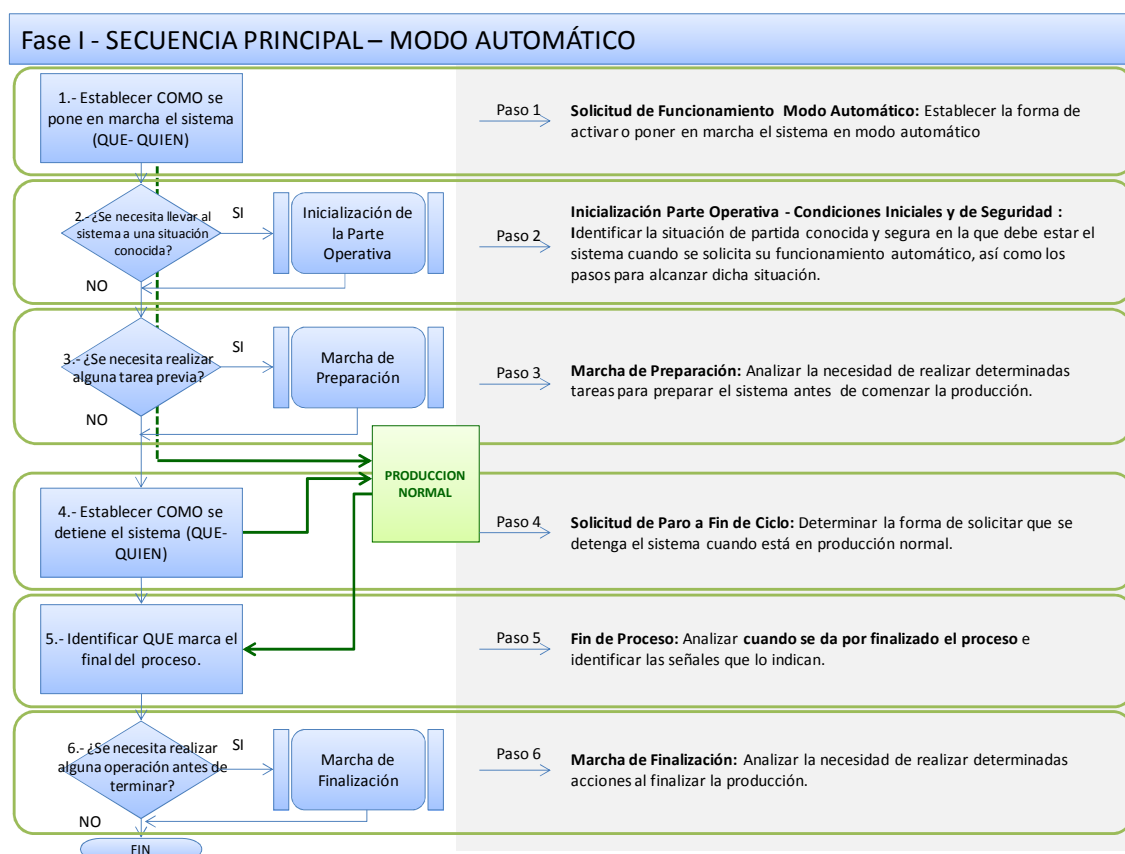 Fase I - SECUENCIA PRINCIPAL – MODO AUTOMÁTICO
1.- Establecer COMO se
pone en marcha el sistema
(QUE- QUIEN)
Paso 1
Solicitud de Funcionamiento Modo Automático: Establecer la forma de
activar o poner en marcha el sistema en modo automático
2.- ¿Se necesita llevar al
sistema a una situación
conocida?
SI
NO
Inicialización de
la Parte
Operativa
Paso 2
Inicialización Parte Operativa - Condiciones Iniciales y de Seguridad :
Identificar la situación de partida conocida y segura en la que debe estar el
sistema cuando se solicita su funcionamiento automático, así como los
pasos para alcanzar dicha situación.
3.- ¿Se necesita realizar
alguna tarea previa?
SI
NO
Marcha de
Preparación
Paso 3
Marcha de Preparación: Analizar la necesidad de realizar determinadas
tareas para preparar el sistema antes de comenzar la producción.
PRODUCCION
NORMAL
4.- Establecer COMO se
detiene el sistema (QUE-
QUIEN)
Paso 4
Solicitud de Paro a Fin de Ciclo: Determinar la forma de solicitar que se
detenga el sistema cuando está en producción normal.
5.- Identificar QUE marca el
final del proceso.
Paso 5
Fin de Proceso: Analizar cuando se da por finalizado el proceso e
identificar las señales que lo indican.
6.- ¿Se necesita realizar
alguna operación antes de
terminar?
SI
NO
Marcha de
Finalización
Paso 6
Marcha de Finalización: Analizar la necesidad de realizar determinadas
acciones al finalizar la producción.
FIN